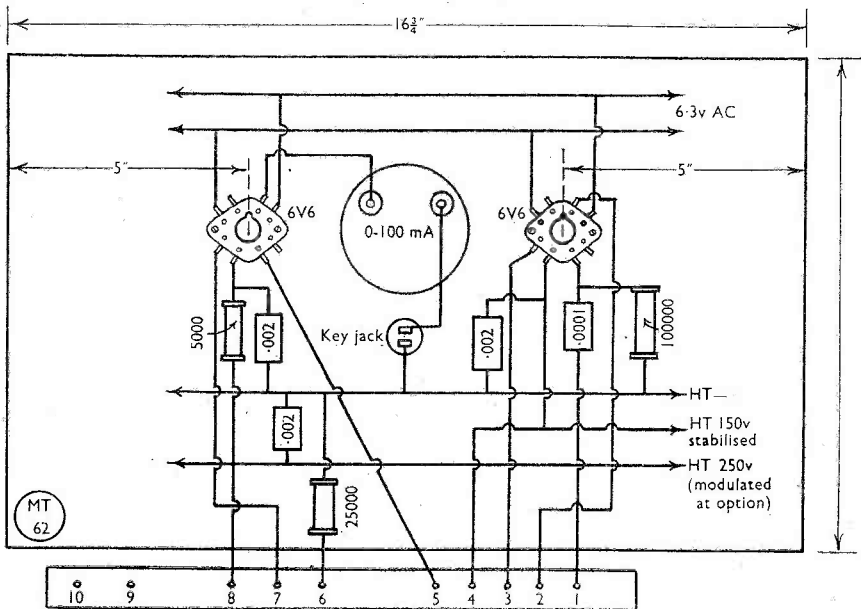 16¾″
6·3v AC
5″
5″
6V6
0-100 mA
6V6
5000
·002
Key jack
·002
·0001
100000
HT—
·002
HT 150v
stabilised
HT 250v
(modulated
at option)
25000
MT
62
10 9 8 7 6 5 4 3 2 1